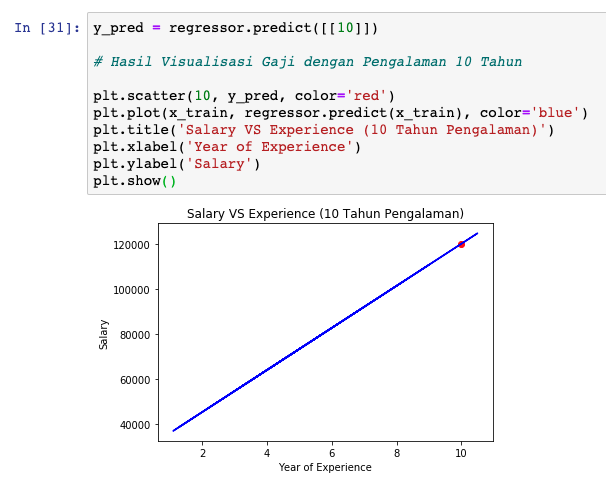 In [31]: y_pred = regressor.predict([[10]])
# Hasil Visualisasi Gaji dengan Pengalaman 10 Tahun
plt.scatter(10, y_pred, color='red')
plt.plot(x_train, regressor.predict(x_train), color='blue')
plt.title('Salary VS Experience (10 Tahun Pengalaman)')
plt.xlabel('Year of Experience')
plt.ylabel('Salary')
plt.show()
Salary VS Experience (10 Tahun Pengalaman)
120000
100000
80000
60000
40000
Salary
2 4 6 8 10
Year of Experience